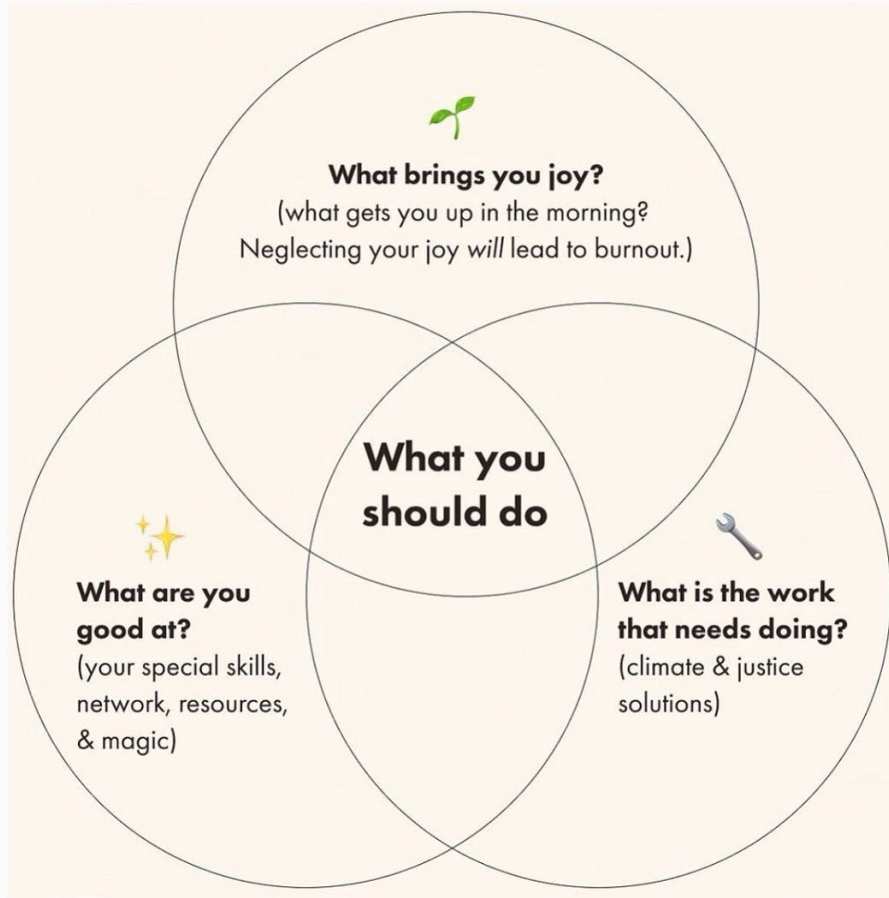 What brings you joy?
(what gets you up in the morning?
Neglecting your joy will lead to burnout.)
What you
should do
What are you
good at?
(your special skills,
network, resources,
& magic)
What is the work
that needs doing?
(climate & justice
solutions)